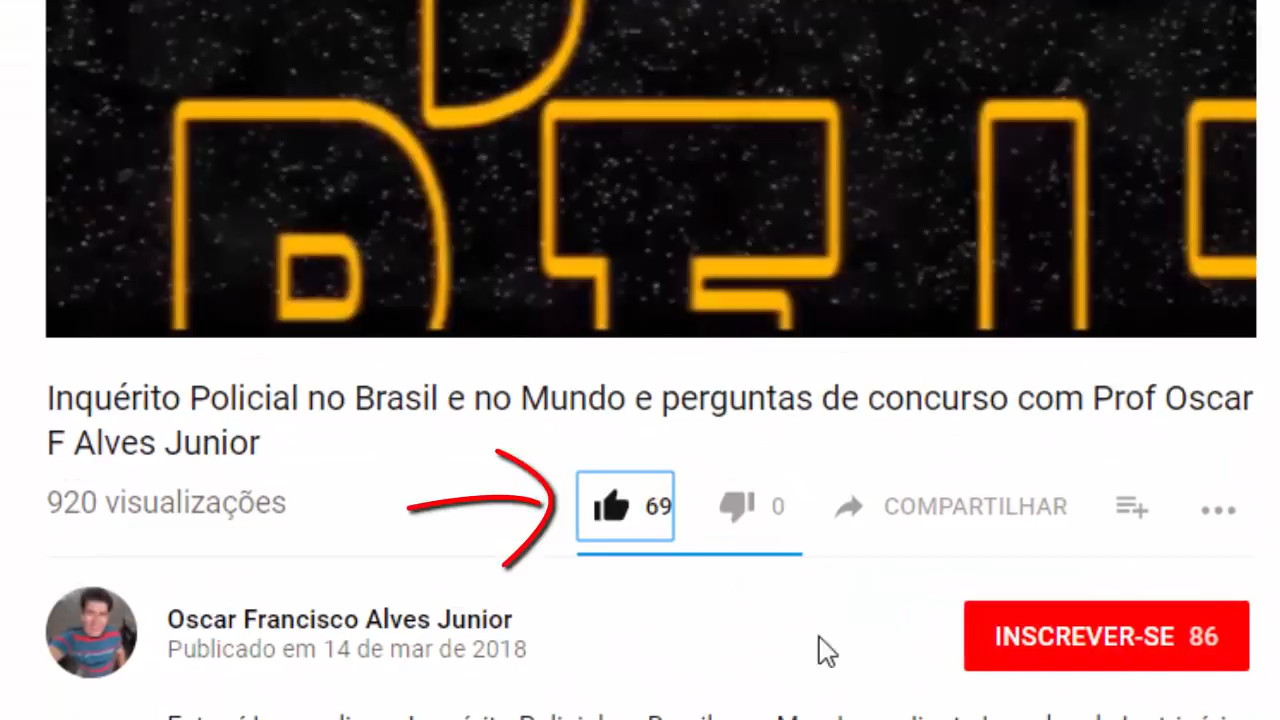 Inquérito Policial no Brasil e no Mundo e perguntas de concurso com Prof Oscar
F Alves Junior
920 visualizações
69
0
COMPARTILHAR
Oscar Francisco Alves Junior
Publicado em 14 de mar de 2018
INSCREVER-SE 86